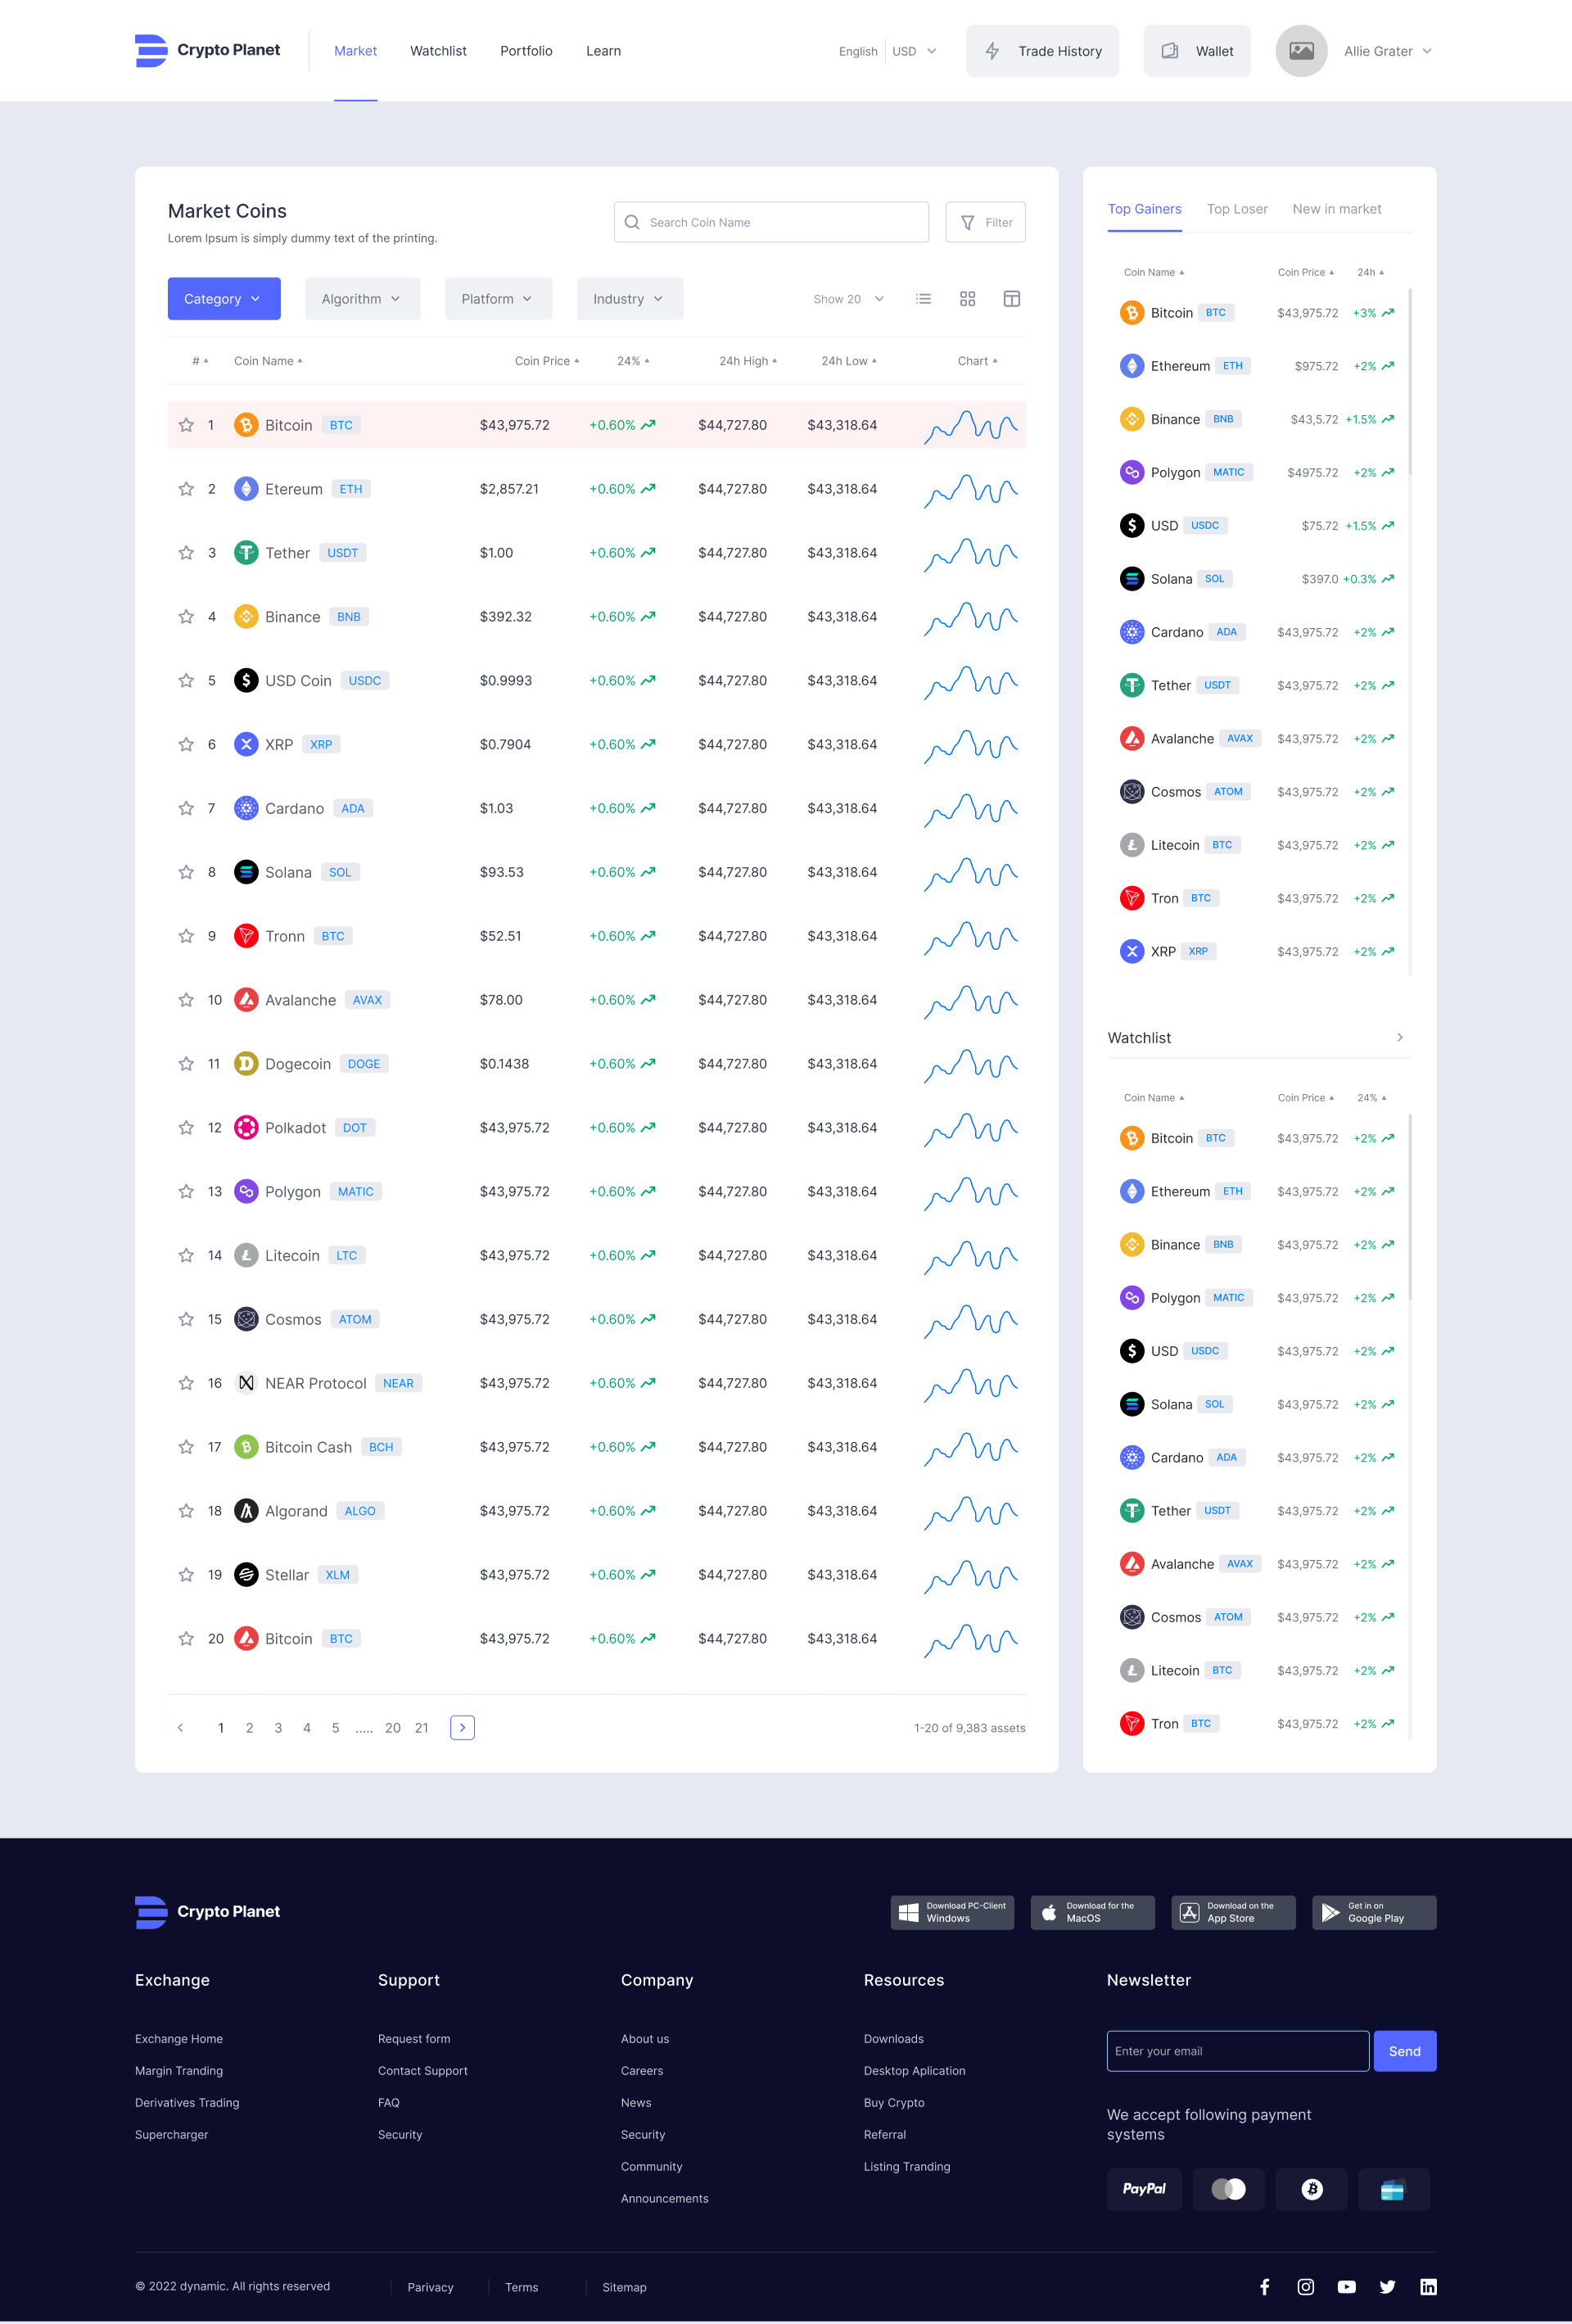 Crypto Planet
Market Watchlist Portfolio Learn
English USD
Trade History
Wallet
Allie Grater
Market Coins
Lorem Ipsum is simply dummy text of the printing.
Search Coin Name
Filter
Category Algorithm Platform Industry
Show 20
# Coin Name Coin Price 24% 24h High 24h Low Chart
1 Bitcoin BTC $43,975.72 +0.60% $44,727.80 $43,318.64
2 Etereum ETH $2,857.21 +0.60% $44,727.80 $43,318.64
3 Tether USDT $1.00 +0.60% $44,727.80 $43,318.64
4 Binance BNB $392.32 +0.60% $44,727.80 $43,318.64
5 USD Coin USDC $0.9993 +0.60% $44,727.80 $43,318.64
6 XRP XRP $0.7904 +0.60% $44,727.80 $43,318.64
7 Cardano ADA $1.03 +0.60% $44,727.80 $43,318.64
8 Solana SOL $93.53 +0.60% $44,727.80 $43,318.64
9 Tronn BTC $52.51 +0.60% $44,727.80 $43,318.64
10 Avalanche AVAX $78.00 +0.60% $44,727.80 $43,318.64
11 Dogecoin DOGE $0.1438 +0.60% $44,727.80 $43,318.64
12 Polkadot DOT $43,975.72 +0.60% $44,727.80 $43,318.64
13 Polygon MATIC $43,975.72 +0.60% $44,727.80 $43,318.64
14 Litecoin LTC $43,975.72 +0.60% $44,727.80 $43,318.64
15 Cosmos ATOM $43,975.72 +0.60% $44,727.80 $43,318.64
16 NEAR Protocol NEAR $43,975.72 +0.60% $44,727.80 $43,318.64
17 Bitcoin Cash BCH $43,975.72 +0.60% $44,727.80 $43,318.64
18 Algorand ALGO $43,975.72 +0.60% $44,727.80 $43,318.64
19 Stellar XLM $43,975.72 +0.60% $44,727.80 $43,318.64
20 Bitcoin BTC $43,975.72 +0.60% $44,727.80 $43,318.64
1 2 3 4 5 ..... 20 21
1-20 of 9,383 assets
Top Gainers Top Loser New in market
Coin Name Coin Price 24h
Bitcoin BTC $43,975.72 +3%
Ethereum ETH $975.72 +2%
Binance BNB $43,5.72 +1.5%
Polygon MATIC $4975.72 +2%
USD USDC $75.72 +1.5%
Solana SOL $397.0 +0.3%
Cardano ADA $43,975.72 +2%
Tether USDT $43,975.72 +2%
Avalanche AVAX $43,975.72 +2%
Cosmos ATOM $43,975.72 +2%
Litecoin BTC $43,975.72 +2%
Tron BTC $43,975.72 +2%
XRP XRP $43,975.72 +2%
Watchlist
Coin Name Coin Price 24%
Bitcoin BTC $43,975.72 +2%
Ethereum ETH $43,975.72 +2%
Binance BNB $43,975.72 +2%
Polygon MATIC $43,975.72 +2%
USD USDC $43,975.72 +2%
Solana SOL $43,975.72 +2%
Cardano ADA $43,975.72 +2%
Tether USDT $43,975.72 +2%
Avalanche AVAX $43,975.72 +2%
Cosmos ATOM $43,975.72 +2%
Litecoin BTC $43,975.72 +2%
Tron BTC $43,975.72 +2%
Crypto Planet
Download PC-Client
Windows
Download for the
MacOS
Download on the
App Store
Get in on
Google Play
Exchange
Exchange Home
Margin Tranding
Derivatives Trading
Supercharger
Support
Request form
Contact Support
FAQ
Security
Company
About us
Careers
News
Security
Community
Announcements
Resources
Downloads
Desktop Aplication
Buy Crypto
Referral
Listing Tranding
Newsletter
Enter your email
Send
We accept following payment
systems
PayPal
© 2022 dynamic. All rights reserved
Parivacy
Terms
Sitemap